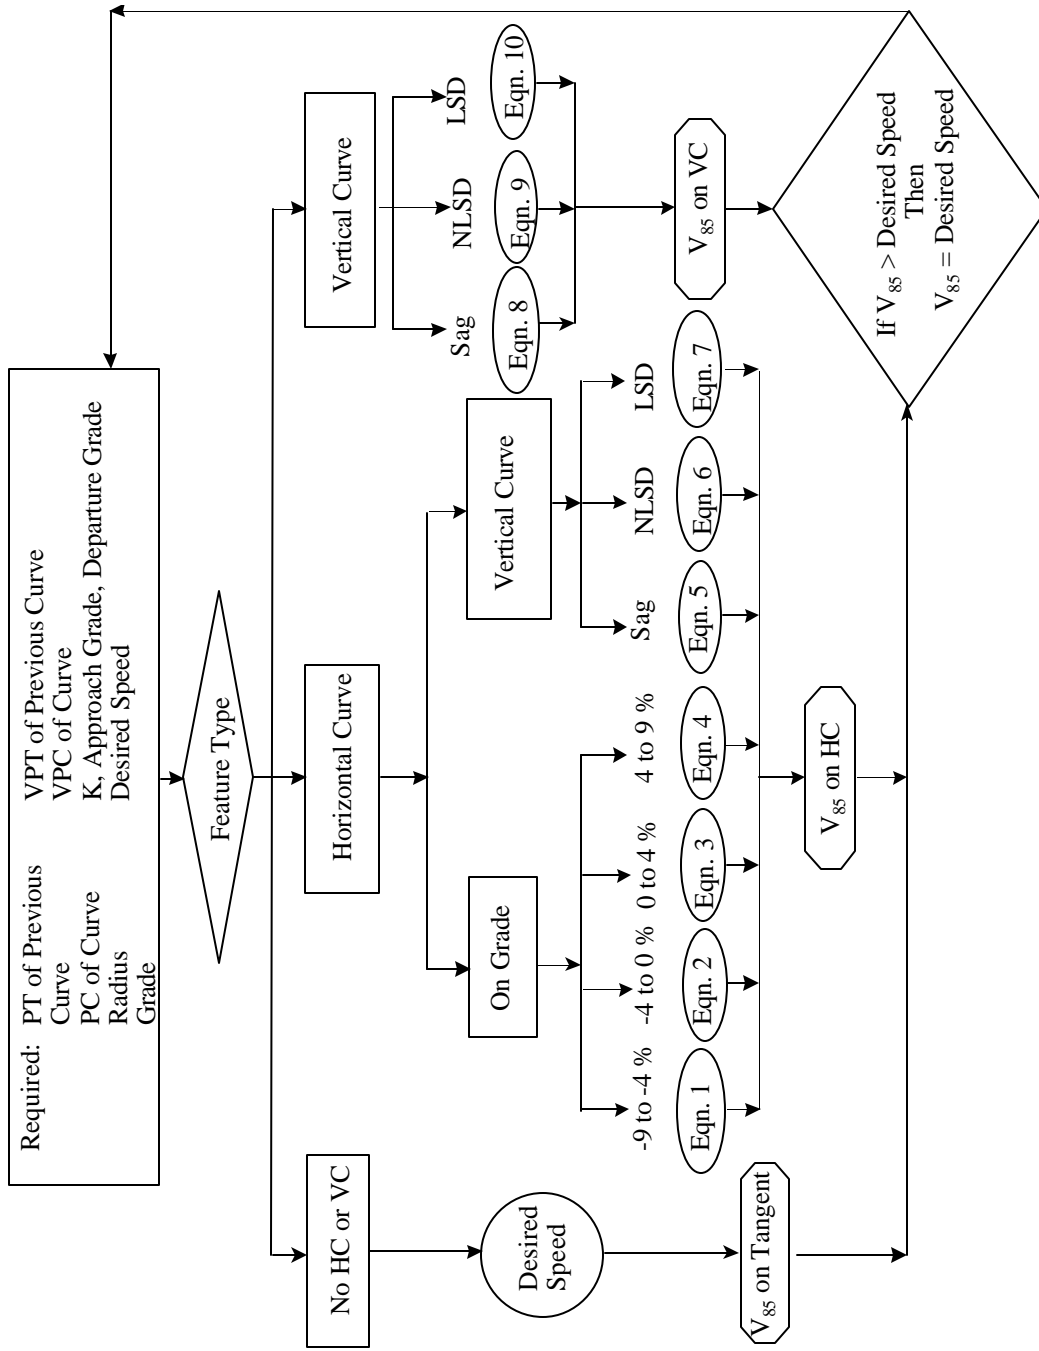 Required: PT of Previous
Curve
PC of Curve
Radius
Grade
VPT of Previous Curve
VPC of Curve
K, Approach Grade, Departure Grade
Desired Speed
Feature Type
No HC or VC
Horizontal Curve
Vertical Curve
Desired
Speed
On Grade
Vertical Curve
Sag
NLSD
LSD
Eqn. 8
Eqn. 9
Eqn. 10
-9 to -4 %
-4 to 0 %
0 to 4 %
4 to 9 %
Sag
NLSD
LSD
Eqn. 1
Eqn. 2
Eqn. 3
Eqn. 4
Eqn. 5
Eqn. 6
Eqn. 7
V85 on Tangent
V85 on HC
V85 on VC
If V85 > Desired Speed
Then
V85 = Desired Speed